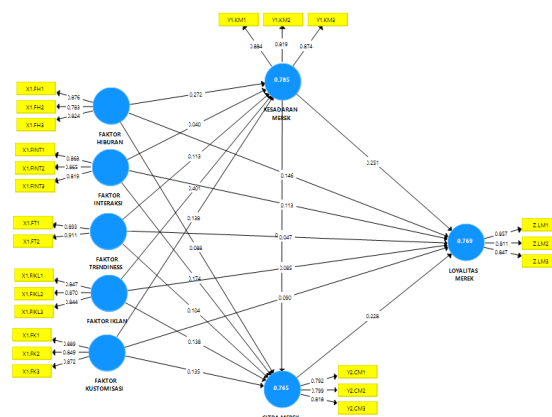 Y1.KM1
Y1.KM2
Y1.KM3
0.884
0.819
0.874
0.785
KESADARAN
MEREK
X1.FH1
X1.FH2
X1.FH3
0.876
0.783
0.824
FAKTOR
HIBURAN
X1.FINT1
X1.FINT2
X1.FINT3
0.868
0.865
0.819
FAKTOR
INTERAKSI
X1.FT1
X1.FT2
0.893
0.911
FAKTOR
TRENDINESS
X1.FKL1
X1.FKL2
X1.FKL3
0.847
0.870
0.844
FAKTOR IKLAN
X1.FK1
X1.FK2
X1.FK3
0.889
0.849
0.872
FAKTOR
KUSTOMISASI
0.272
0.040
0.113
0.401
0.138
0.088
0.174
0.104
0.138
0.135
0.146
0.113
0.047
0.085
0.090
0.251
0.228
0.769
LOYALITAS
MEREK
0.857
0.811
0.847
Z.LM1
Z.LM2
Z.LM3
0.765
CITRA MEREK
0.792
0.799
0.818
Y2.CM1
Y2.CM2
Y2.CM3